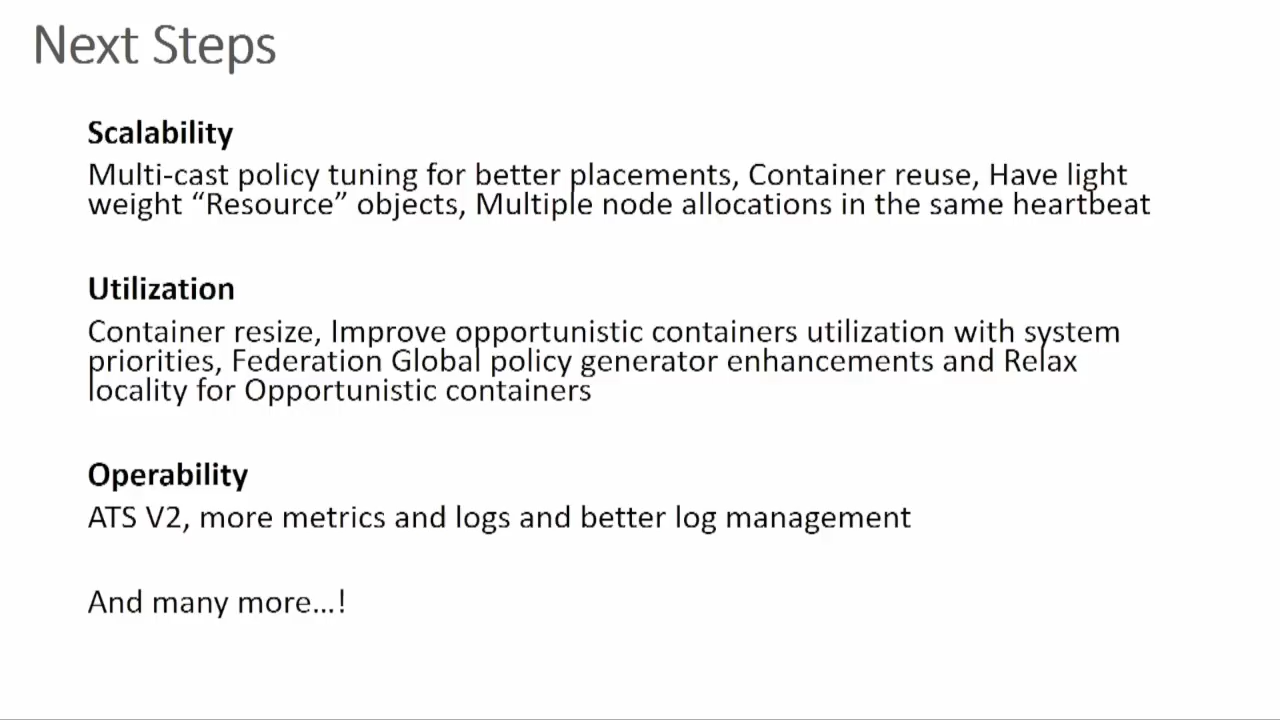 Next Steps
Scalability
Multi-cast policy tuning for better placements, Container reuse, Have light
weight “Resource” objects, Multiple node allocations in the same heartbeat
Utilization
Container resize, Improve opportunistic containers utilization with system
priorities, Federation Global policy generator enhancements and Relax
locality for Opportunistic containers
Operability
ATS V2, more metrics and logs and better log management
And many more…!